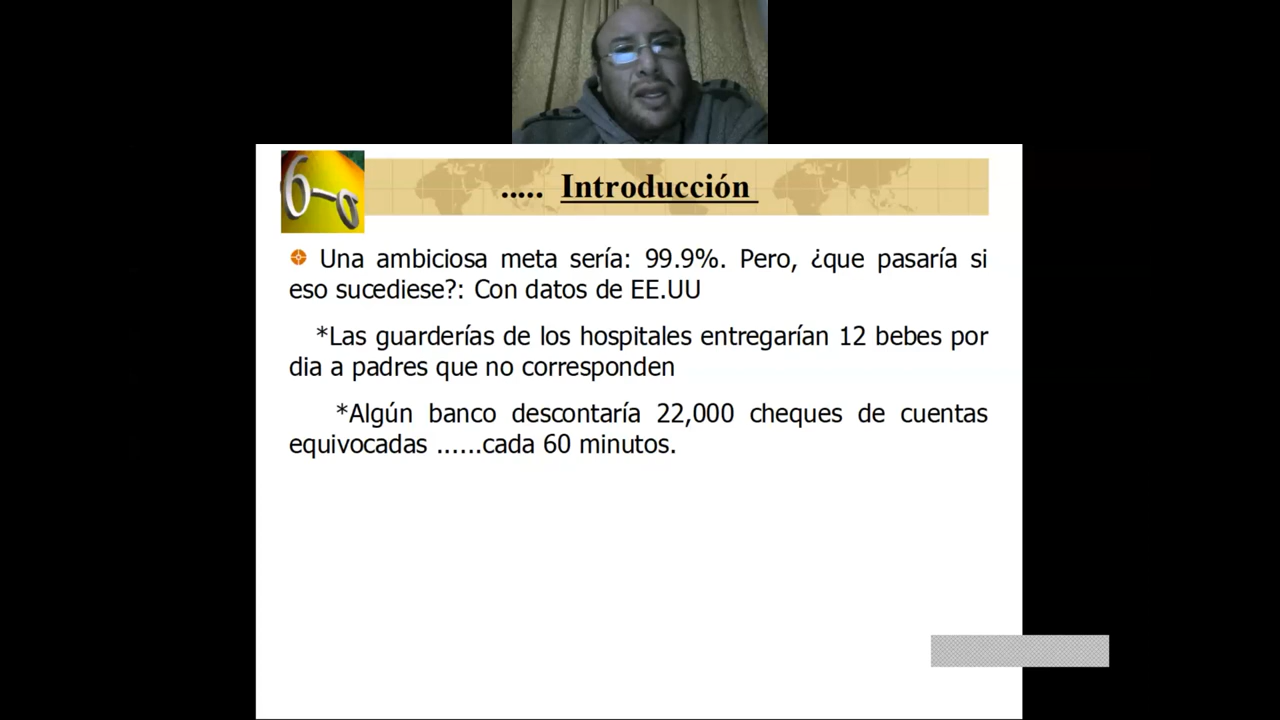 6-σ
..... Introducción
Una ambiciosa meta sería: 99.9%. Pero, ¿que pasaría si
eso sucediese?: Con datos de EE.UU
*Las guarderías de los hospitales entregarían 12 bebes por
dia a padres que no corresponden
*Algún banco descontaría 22,000 cheques de cuentas
equivocadas ......cada 60 minutos.